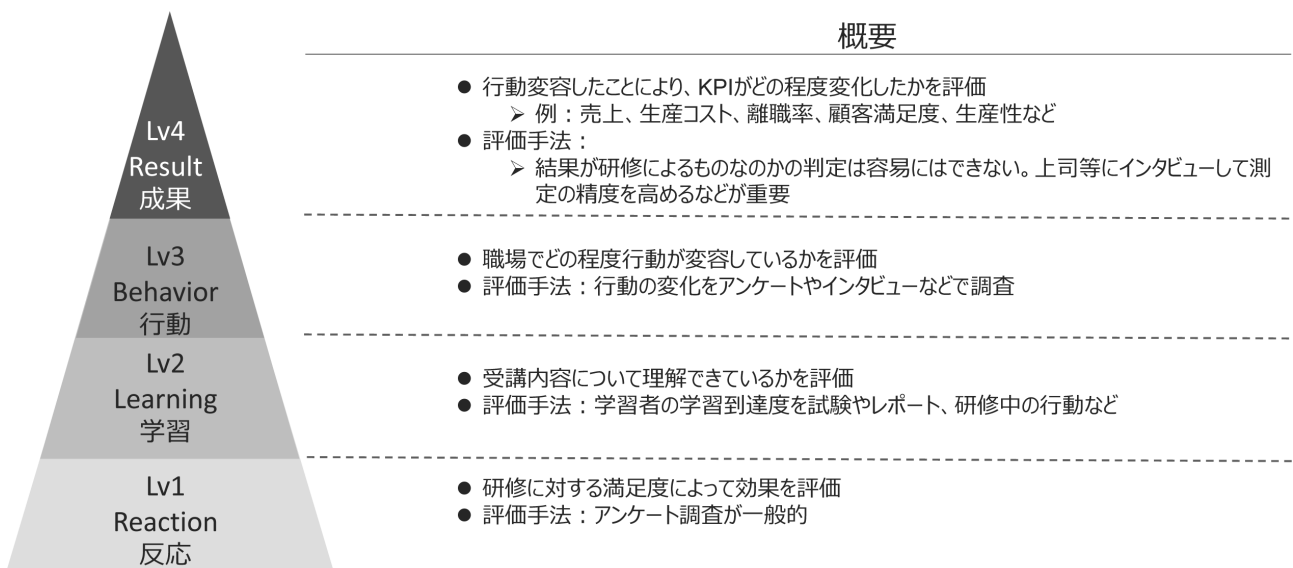 概要
Lv4
Result
成果
● 行動変容したことにより、KPIがどの程度変化したかを評価
➢ 例：売上、生産コスト、離職率、顧客満足度、生産性など
● 評価手法：
➢ 結果が研修によるものなのかの判定は容易にはできない。上司等にインタビューして測
定の精度を高めるなどが重要
Lv3
Behavior
行動
● 職場でどの程度行動が変容しているかを評価
● 評価手法：行動の変化をアンケートやインタビューなどで調査
Lv2
Learning
学習
● 受講内容について理解できているかを評価
● 評価手法：学習者の学習到達度を試験やレポート、研修中の行動など
Lv1
Reaction
反応
● 研修に対する満足度によって効果を評価
● 評価手法：アンケート調査が一般的